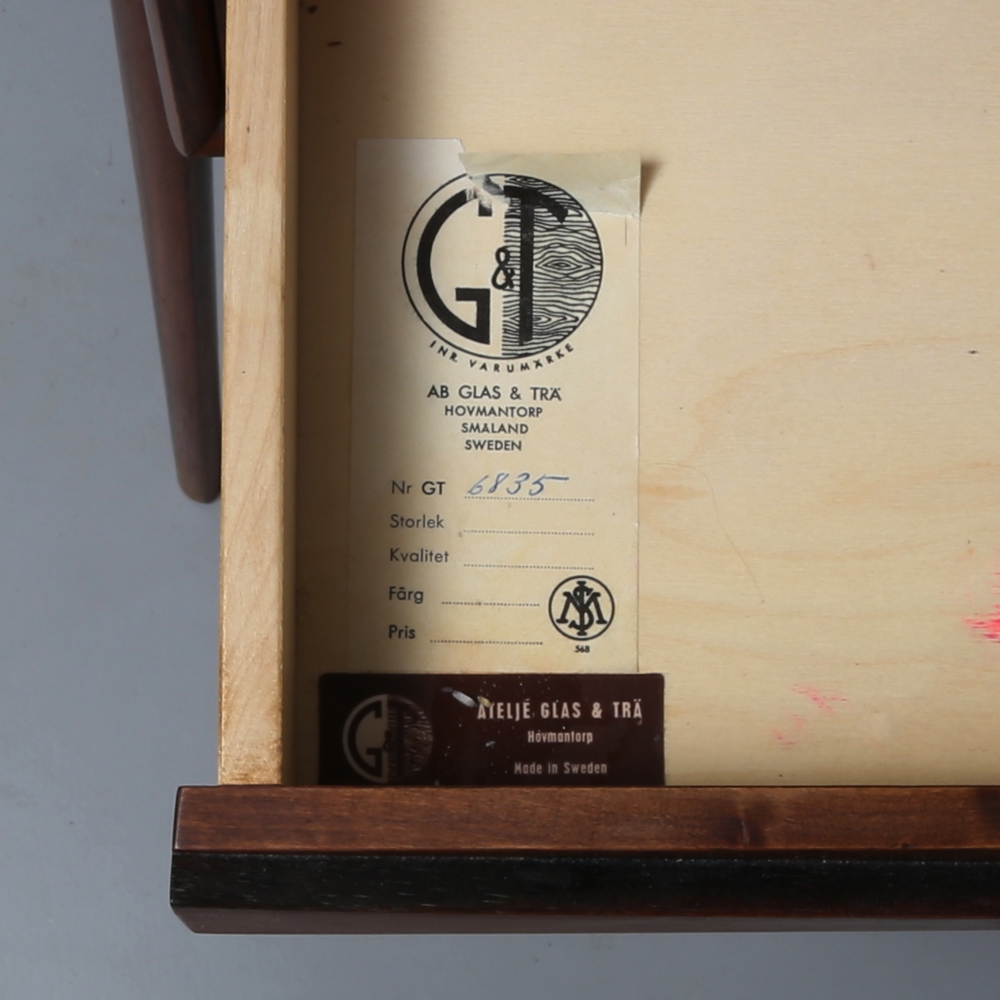 G&T
INR. VARUMÄRKE
AB GLAS & TRÄ
HOVMANTORP
SMÅLAND
SWEDEN
Nr GT 6835
Storlek
Kvalitet
Färg
Pris
568
G&T
ATELJÉ GLAS & TRÄ
Hovmantorp
Made in Sweden